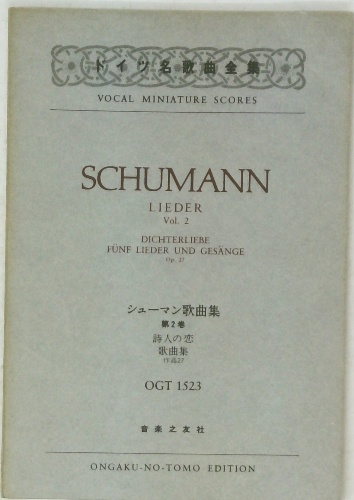 ドイツ名歌曲全集
VOCAL MINIATURE SCORES
SCHUMANN
LIEDER
Vol. 2
DICHTERLIEBE
FÜNF LIEDER UND GESÄNGE
Op. 27
シューマン歌曲集
第2巻
詩人の恋
歌曲集
作品27
OGT 1523
音楽之友社
ONGAKU-NO-TOMO EDITION